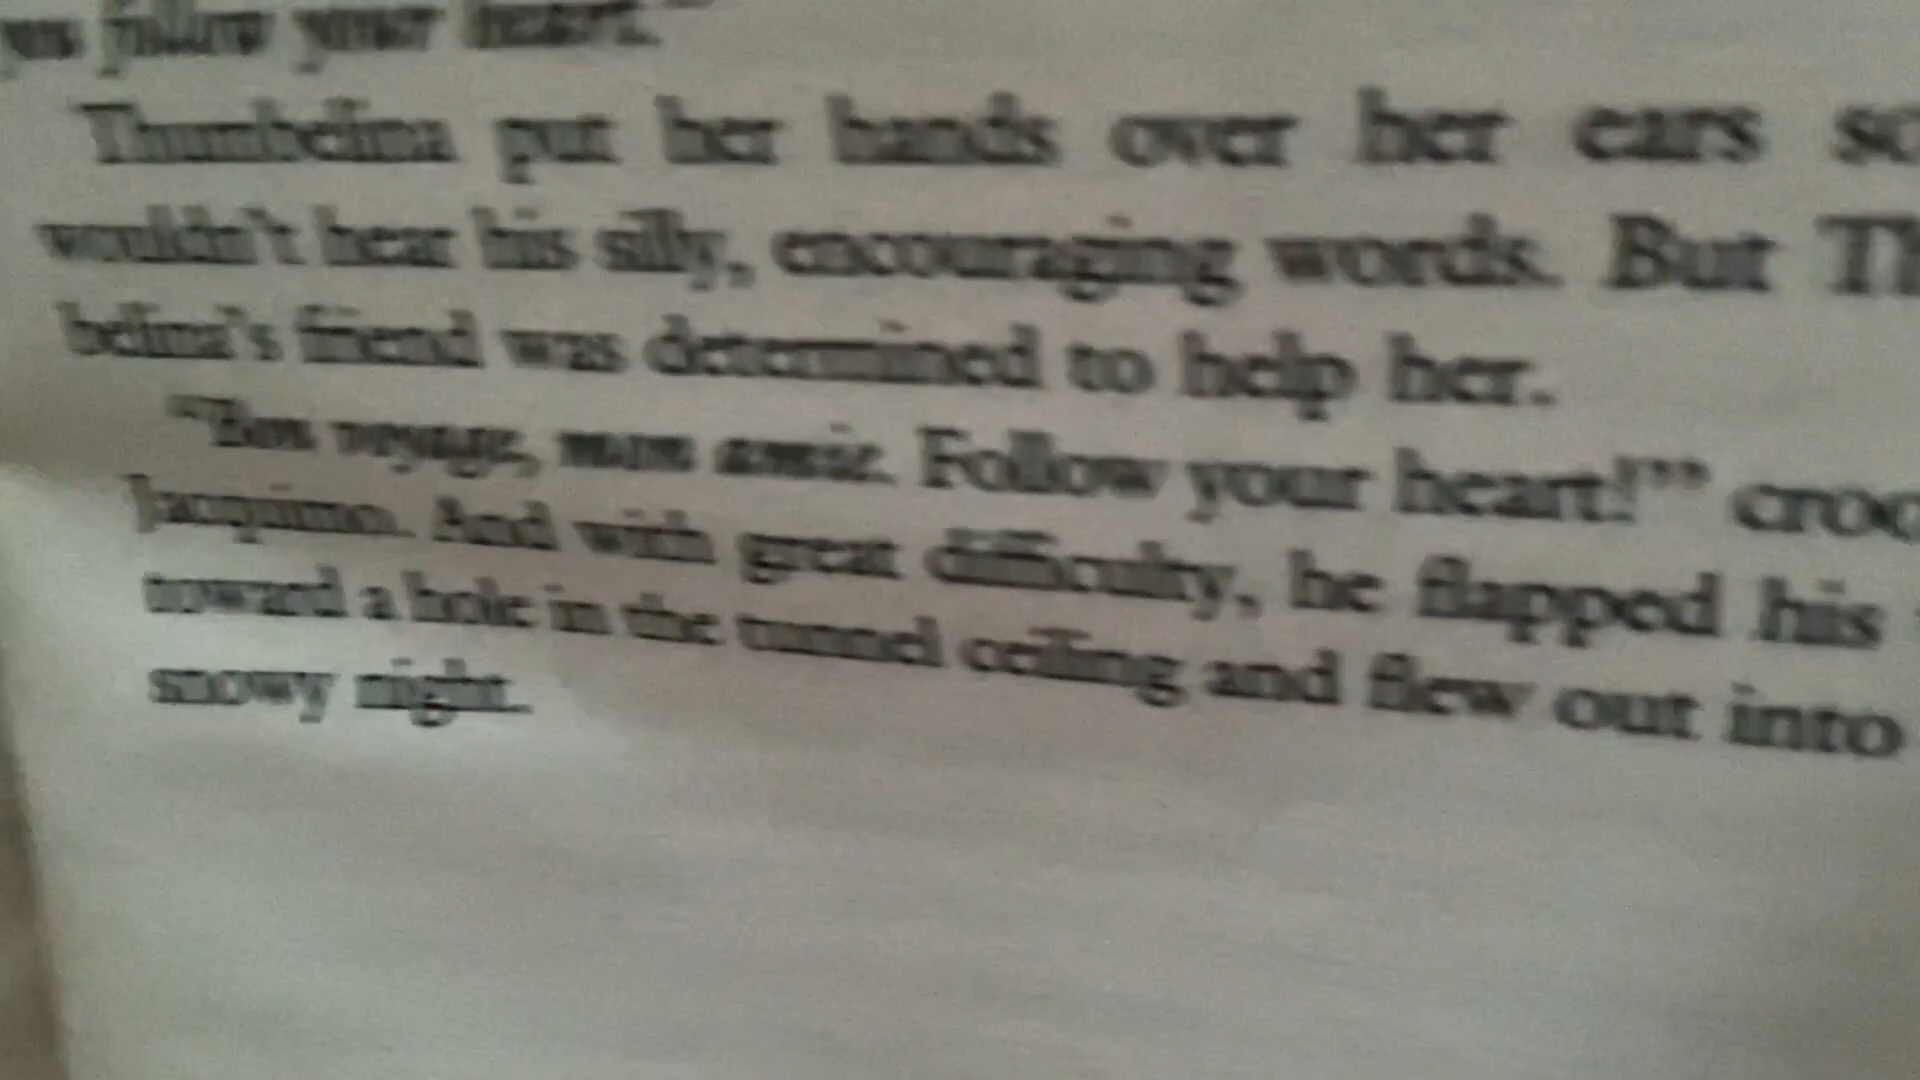 you follow your heart."
Thumbelina put her hands over her ears so
wouldn't hear his silly, encouraging words. But Th
belina's friend was determined to help her.
"Bon voyage, mon amie. Follow your heart!" croo
Jacquimo. And with great difficulty, he flapped his
toward a hole in the tunnel ceiling and flew out into
snowy night.